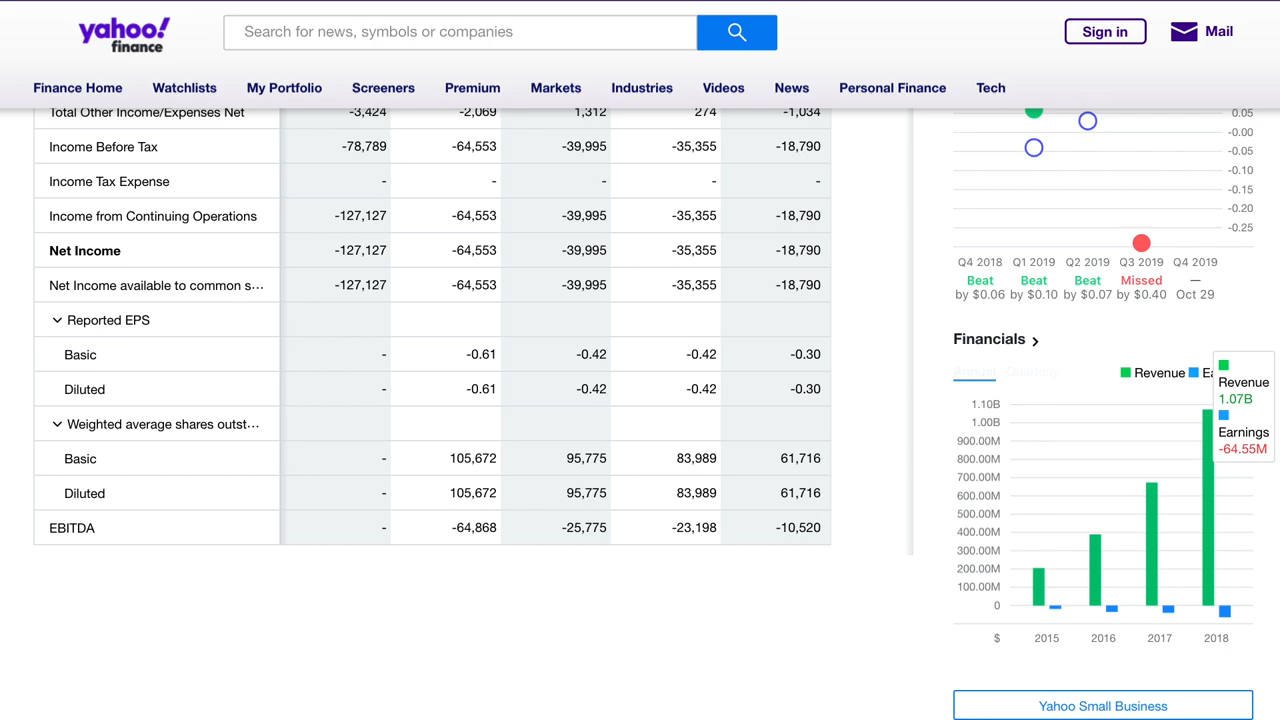 yahoo!
finance
Search for news, symbols or companies
Sign in
Mail
Finance Home Watchlists My Portfolio Screeners Premium Markets Industries Videos News Personal Finance Tech
Total Other Income/Expenses Net -3,424 -2,069 1,312 274 -1,034
Income Before Tax -78,789 -64,553 -39,995 -35,355 -18,790
Income Tax Expense - - - - -
Income from Continuing Operations -127,127 -64,553 -39,995 -35,355 -18,790
Net Income -127,127 -64,553 -39,995 -35,355 -18,790
Net Income available to common s... -127,127 -64,553 -39,995 -35,355 -18,790
Reported EPS
Basic - -0.61 -0.42 -0.42 -0.30
Diluted - -0.61 -0.42 -0.42 -0.30
Weighted average shares outst...
Basic - 105,672 95,775 83,989 61,716
Diluted - 105,672 95,775 83,989 61,716
EBITDA - -64,868 -25,775 -23,198 -10,520
0.05
-0.00
-0.05
-0.10
-0.15
-0.20
-0.25
Q4 2018 Q1 2019 Q2 2019 Q3 2019 Q4 2019
Beat Beat Beat Missed —
by $0.06 by $0.10 by $0.07 by $0.40 Oct 29
Financials
Annual Quarterly
Revenue Ea
Revenue
1.07B
Earnings
-64.55M
1.10B
1.00B
900.00M
800.00M
700.00M
600.00M
500.00M
400.00M
300.00M
200.00M
100.00M
0
$ 2015 2016 2017 2018
Yahoo Small Business